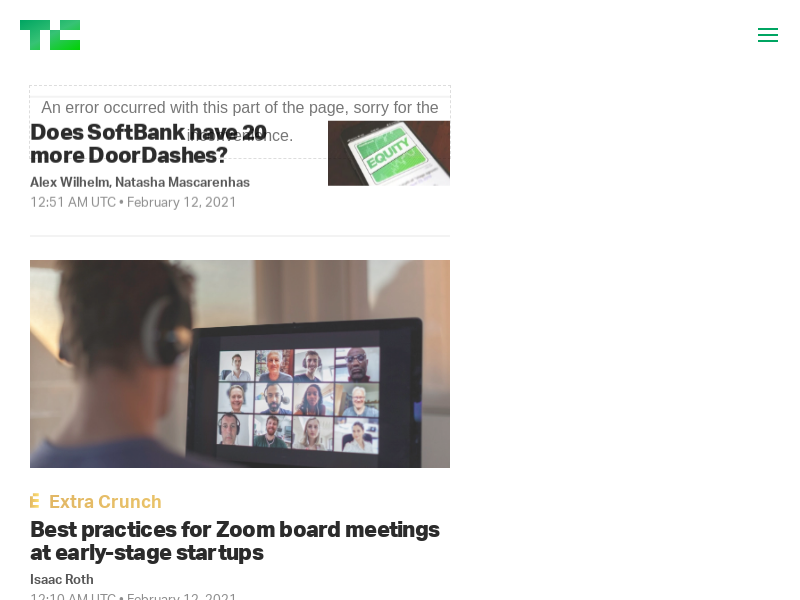 TC
An error occurred with this part of the page, sorry for the
inconvenience.
Does SoftBank have 20
more DoorDashes?
EQUITY
Alex Wilhelm, Natasha Mascarenhas
12:51 AM UTC • February 12, 2021
Extra Crunch
Best practices for Zoom board meetings
at early-stage startups
Isaac Roth
12:10 AM UTC • February 12, 2021